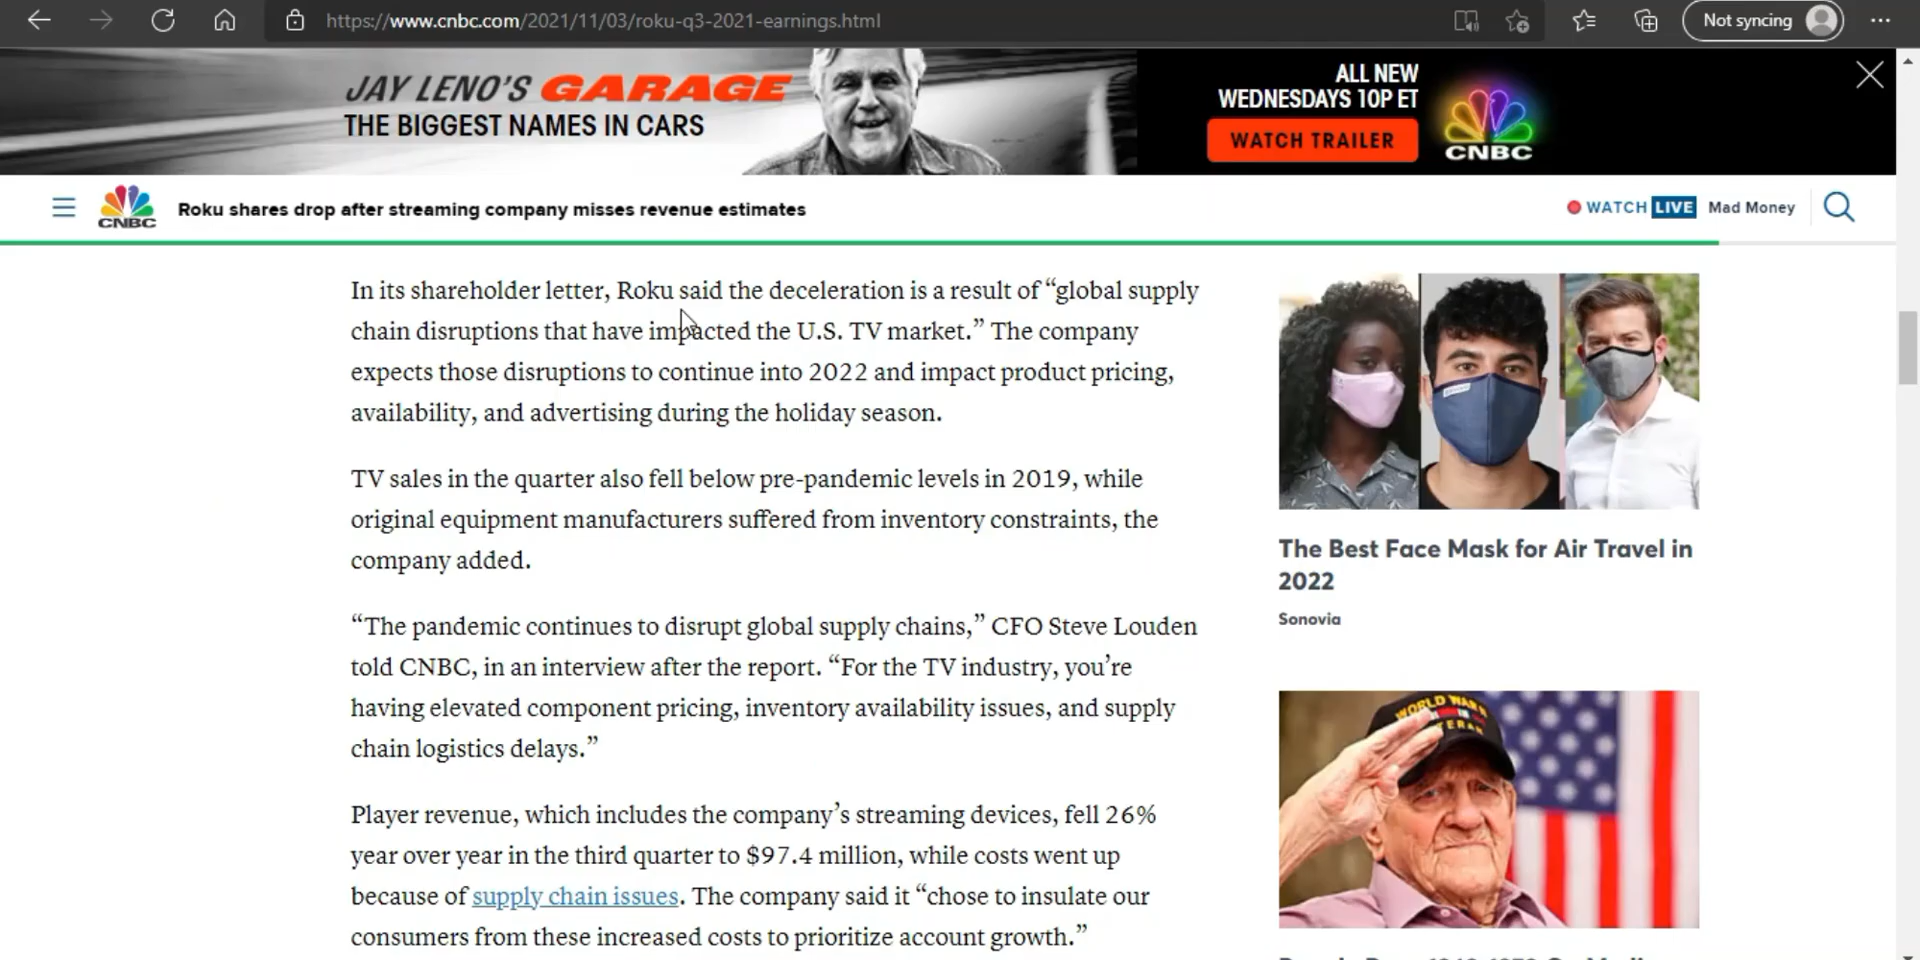 https://www.cnbc.com/2021/11/03/roku-q3-2021-earnings.html
Not syncing
JAY LENO'S GARAGE
THE BIGGEST NAMES IN CARS
ALL NEW
WEDNESDAYS 10P ET
WATCH TRAILER
CNBC
CNBC
Roku shares drop after streaming company misses revenue estimates
WATCH LIVE Mad Money
In its shareholder letter, Roku said the deceleration is a result of “global supply
chain disruptions that have impacted the U.S. TV market.” The company
expects those disruptions to continue into 2022 and impact product pricing,
availability, and advertising during the holiday season.
TV sales in the quarter also fell below pre-pandemic levels in 2019, while
original equipment manufacturers suffered from inventory constraints, the
company added.
“The pandemic continues to disrupt global supply chains,” CFO Steve Louden
told CNBC, in an interview after the report. “For the TV industry, you’re
having elevated component pricing, inventory availability issues, and supply
chain logistics delays.”
Player revenue, which includes the company’s streaming devices, fell 26%
year over year in the third quarter to $97.4 million, while costs went up
because of supply chain issues. The company said it “chose to insulate our
consumers from these increased costs to prioritize account growth.”
The Best Face Mask for Air Travel in
2022
Sonovia
WORLD WAR